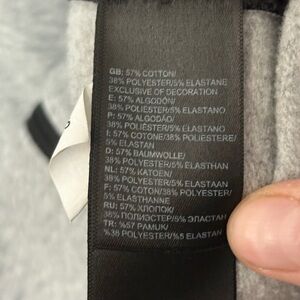 GB: 57% COTTON/
38% POLYESTER/5% ELASTANE
EXCLUSIVE OF DECORATION
E: 57% ALGODÓN/
38% POLIÉSTER/5% ELASTANO
P: 57% ALGODÃO/
38% POLIÉSTER/5% ELASTANO
I: 57% COTONE/38% POLIESTERE/
5% ELASTAN
D: 57% BAUMWOLLE/
38% POLYESTER/5% ELASTHAN
NL: 57% KATOEN/
38% POLYESTER/5% ELASTAAN
F: 57% COTON/38% POLYESTER/
5% ELASTHANNE
RU: 57% ХЛОПОК/
38% ПОЛИЭСТЕР/5% ЭЛАСТАН
TR: %57 PAMUK/
%38 POLYESTER/%5 ELASTAN